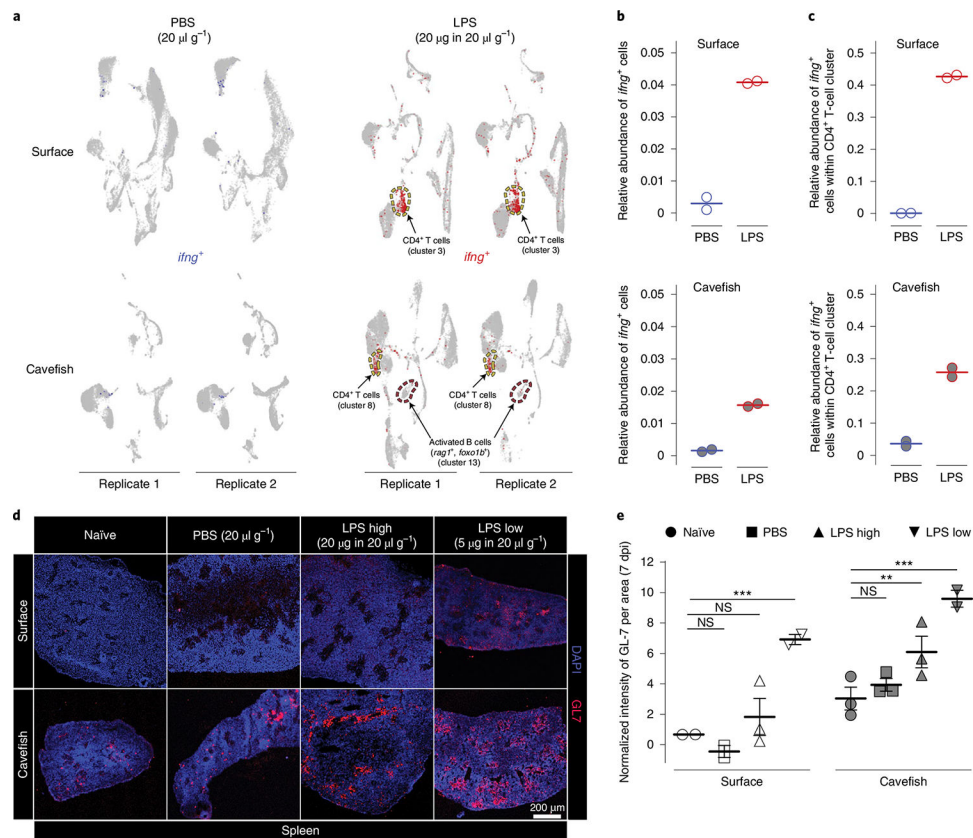 a
PBS
(20 µl g⁻¹)
LPS
(20 µg in 20 µl g⁻¹)
Surface
CD4⁺ T cells
(cluster 3)
CD4⁺ T cells
(cluster 3)
ifng⁺
ifng⁺
Cavefish
CD4⁺ T cells
(cluster 8)
CD4⁺ T cells
(cluster 8)
Activated B cells
(rag1⁺, foxo1b⁺)
(cluster 13)
Replicate 1
Replicate 2
Replicate 1
Replicate 2
b
Surface
Relative abundance of ifng⁺ cells
0.05
0.04
0.03
0.02
0.01
0
PBS
LPS
Cavefish
Relative abundance of ifng⁺ cells
0.05
0.04
0.03
0.02
0.01
0
PBS
LPS
c
Surface
Relative abundance of ifng⁺
cells within CD4⁺ T-cell cluster
0.5
0.4
0.3
0.2
0.1
0
PBS
LPS
Cavefish
Relative abundance of ifng⁺
cells within CD4⁺ T-cell cluster
0.5
0.4
0.3
0.2
0.1
0
PBS
LPS
d
Naïve
PBS (20 µl g⁻¹)
LPS high
(20 µg in 20 µl g⁻¹)
LPS low
(5 µg in 20 µl g⁻¹)
Surface
Cavefish
DAPI
GL7
200 µm
Spleen
e
Naïve
PBS
LPS high
LPS low
Normalized intensity of GL-7 per area (7 dpi)
12
10
8
6
4
2
0
***
NS
NS
***
**
NS
Surface
Cavefish